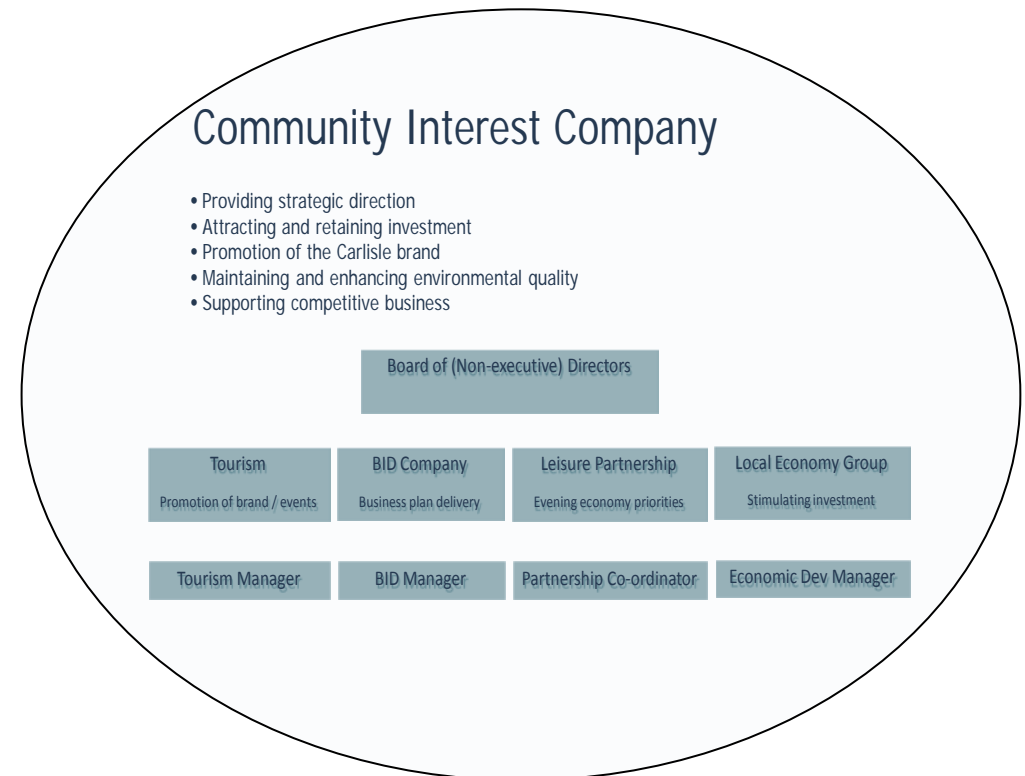 Community Interest Company
• Providing strategic direction
• Attracting and retaining investment
• Promotion of the Carlisle brand
• Maintaining and enhancing environmental quality
• Supporting competitive business
Board of (Non-executive) Directors
Tourism
Promotion of brand / events
BID Company
Business plan delivery
Leisure Partnership
Evening economy priorities
Local Economy Group
Stimulating investment
Tourism Manager
BID Manager
Partnership Co-ordinator
Economic Dev Manager